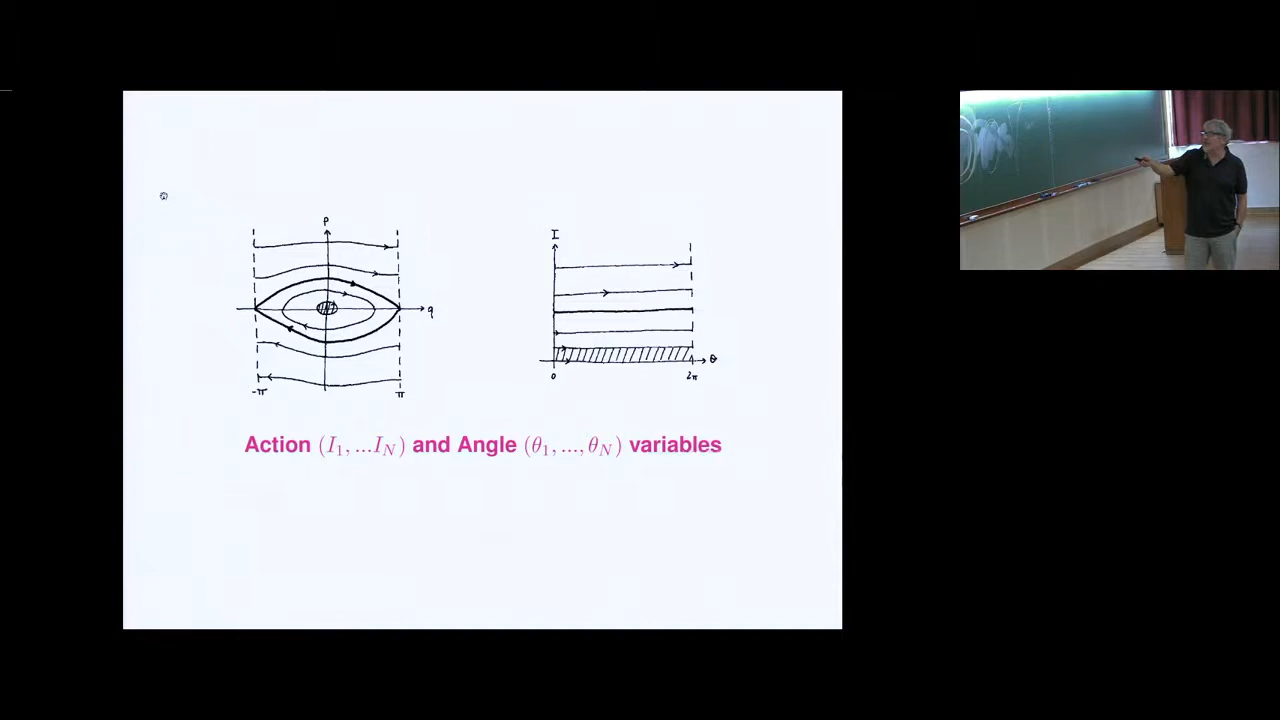 P
I
q
θ
-π
π
0
2π
Action (I₁, ...I_N) and Angle (θ₁, ..., θ_N) variables